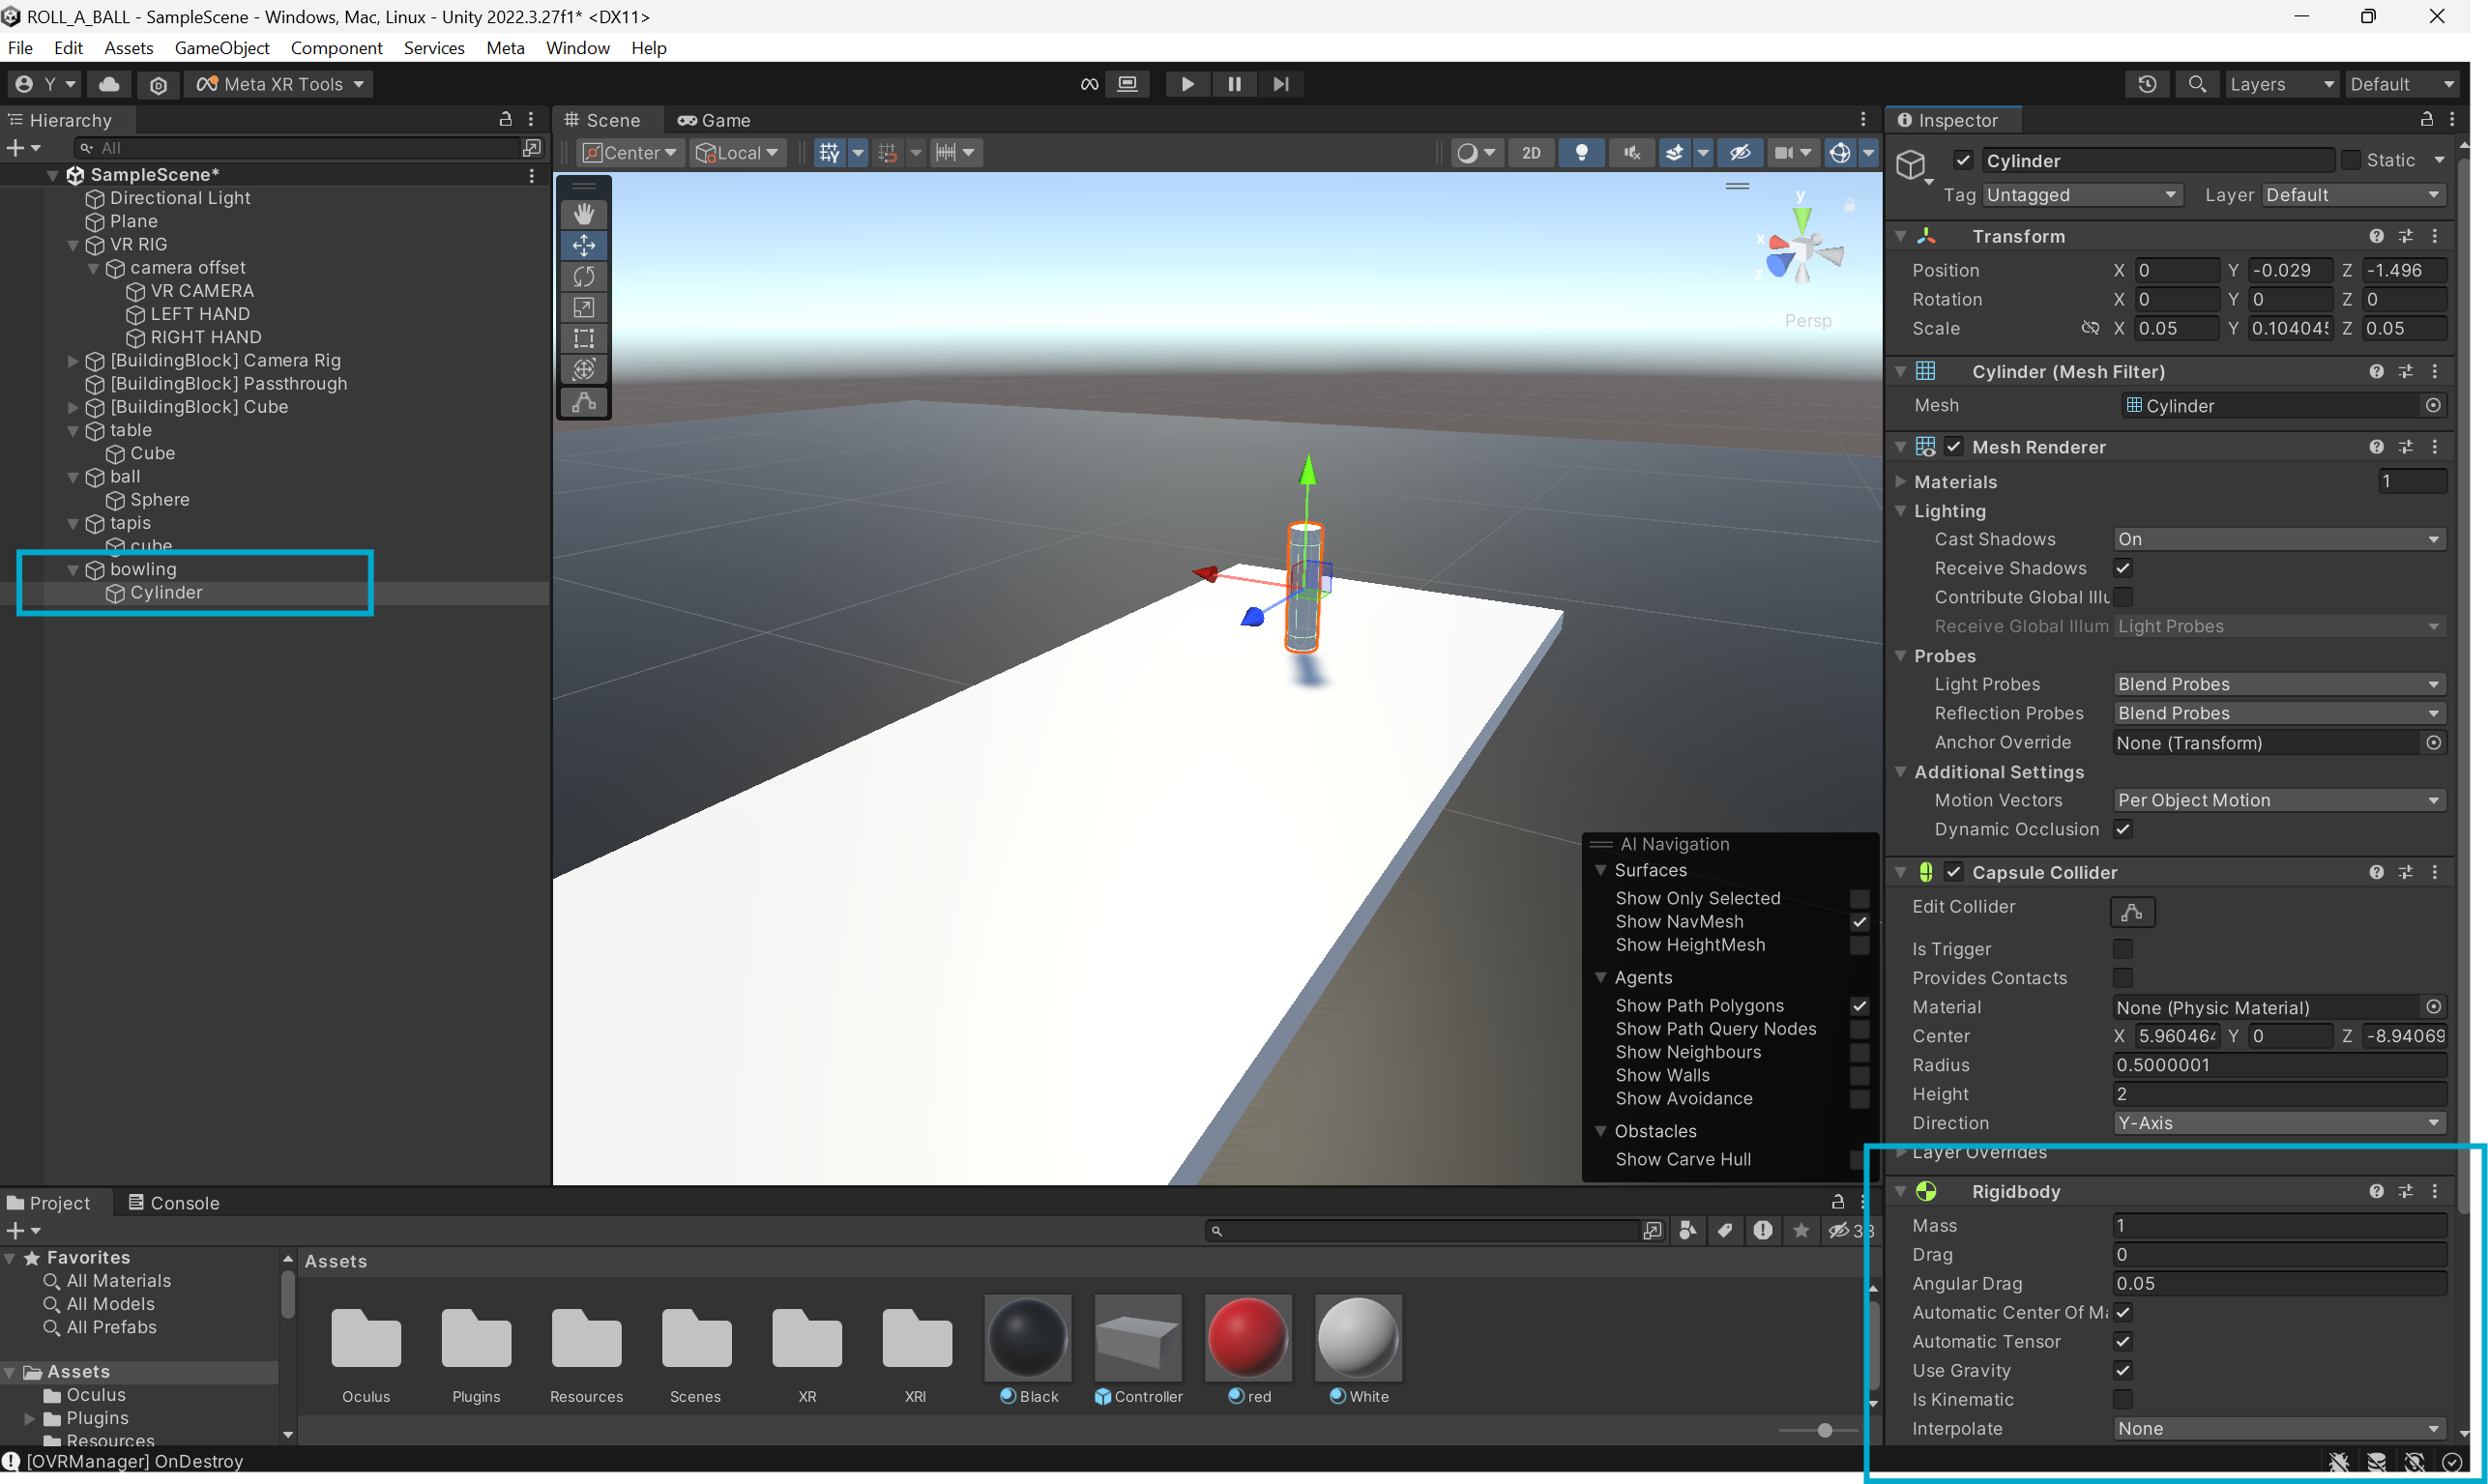 ROLL_A_BALL - SampleScene - Windows, Mac, Linux - Unity 2022.3.27f1* <DX11>
File Edit Assets GameObject Component Services Meta Window Help
Y Meta XR Tools Layers Default
Hierarchy
All
SampleScene*
Directional Light
Plane
VR RIG
camera offset
VR CAMERA
LEFT HAND
RIGHT HAND
[BuildingBlock] Camera Rig
[BuildingBlock] Passthrough
[BuildingBlock] Cube
table
Cube
ball
Sphere
tapis
cube
bowling
Cylinder
Scene Game
Center Local 2D
y
x
z
Persp
AI Navigation
Surfaces
Show Only Selected
Show NavMesh
Show HeightMesh
Agents
Show Path Polygons
Show Path Query Nodes
Show Neighbours
Show Walls
Show Avoidance
Obstacles
Show Carve Hull
Inspector
Cylinder Static
Tag Untagged Layer Default
Transform
Position X 0 Y -0.029 Z -1.496
Rotation X 0 Y 0 Z 0
Scale X 0.05 Y 0.104045 Z 0.05
Cylinder (Mesh Filter)
Mesh Cylinder
Mesh Renderer
Materials 1
Lighting
Cast Shadows On
Receive Shadows
Contribute Global Illu
Receive Global Illum Light Probes
Probes
Light Probes Blend Probes
Reflection Probes Blend Probes
Anchor Override None (Transform)
Additional Settings
Motion Vectors Per Object Motion
Dynamic Occlusion
Capsule Collider
Edit Collider
Is Trigger
Provides Contacts
Material None (Physic Material)
Center X 5.960464 Y 0 Z -8.94069
Radius 0.5000001
Height 2
Direction Y-Axis
Layer Overrides
Rigidbody
Mass 1
Drag 0
Angular Drag 0.05
Automatic Center Of Ma
Automatic Tensor
Use Gravity
Is Kinematic
Interpolate None
Project Console
33
Favorites
All Materials
All Models
All Prefabs
Assets
Oculus
Plugins
Resources
Assets
Oculus Plugins Resources Scenes XR XRI Black Controller red White
[OVRManager] OnDestroy